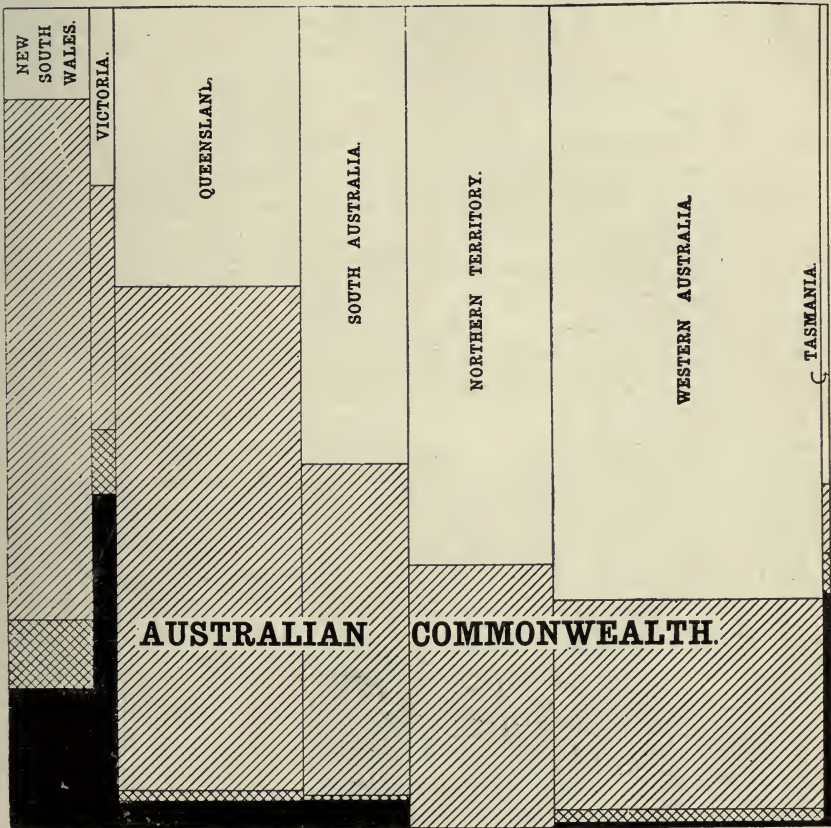 NEW
SOUTH
WALES.
VICTORIA.
QUEENSLAND.
SOUTH AUSTRALIA.
NORTHERN TERRITORY.
WESTERN AUSTRALIA.
TASMANIA.
AUSTRALIAN COMMONWEALTH.